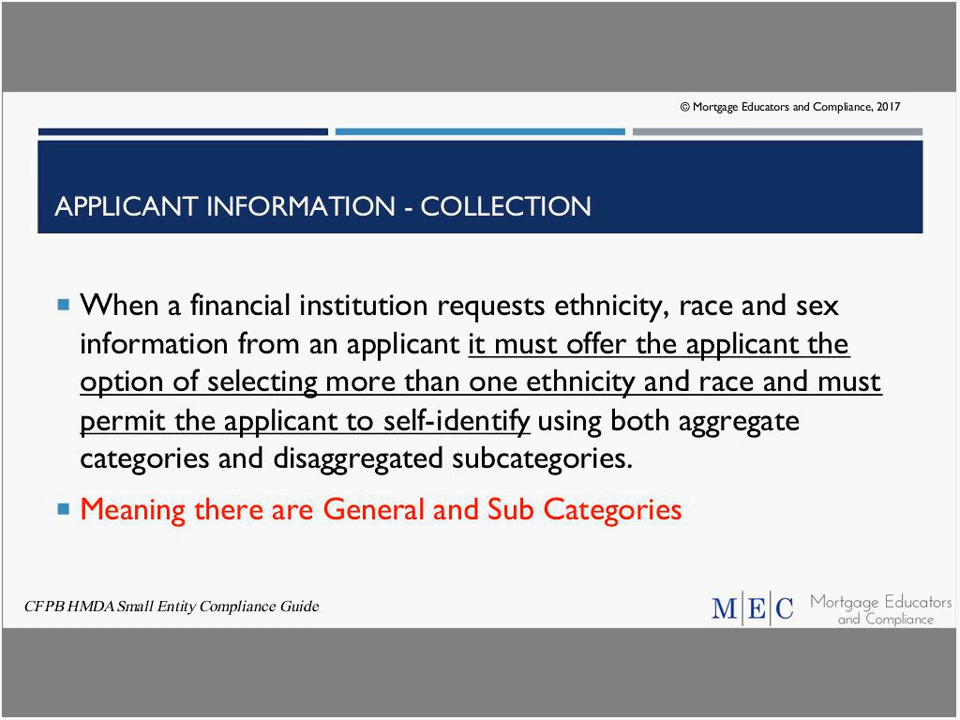 © Mortgage Educators and Compliance, 2017
APPLICANT INFORMATION - COLLECTION
When a financial institution requests ethnicity, race and sex
information from an applicant it must offer the applicant the
option of selecting more than one ethnicity and race and must
permit the applicant to self-identify using both aggregate
categories and disaggregated subcategories.
Meaning there are General and Sub Categories
CFPB HMDA Small Entity Compliance Guide
M|E|C Mortgage Educators
and Compliance